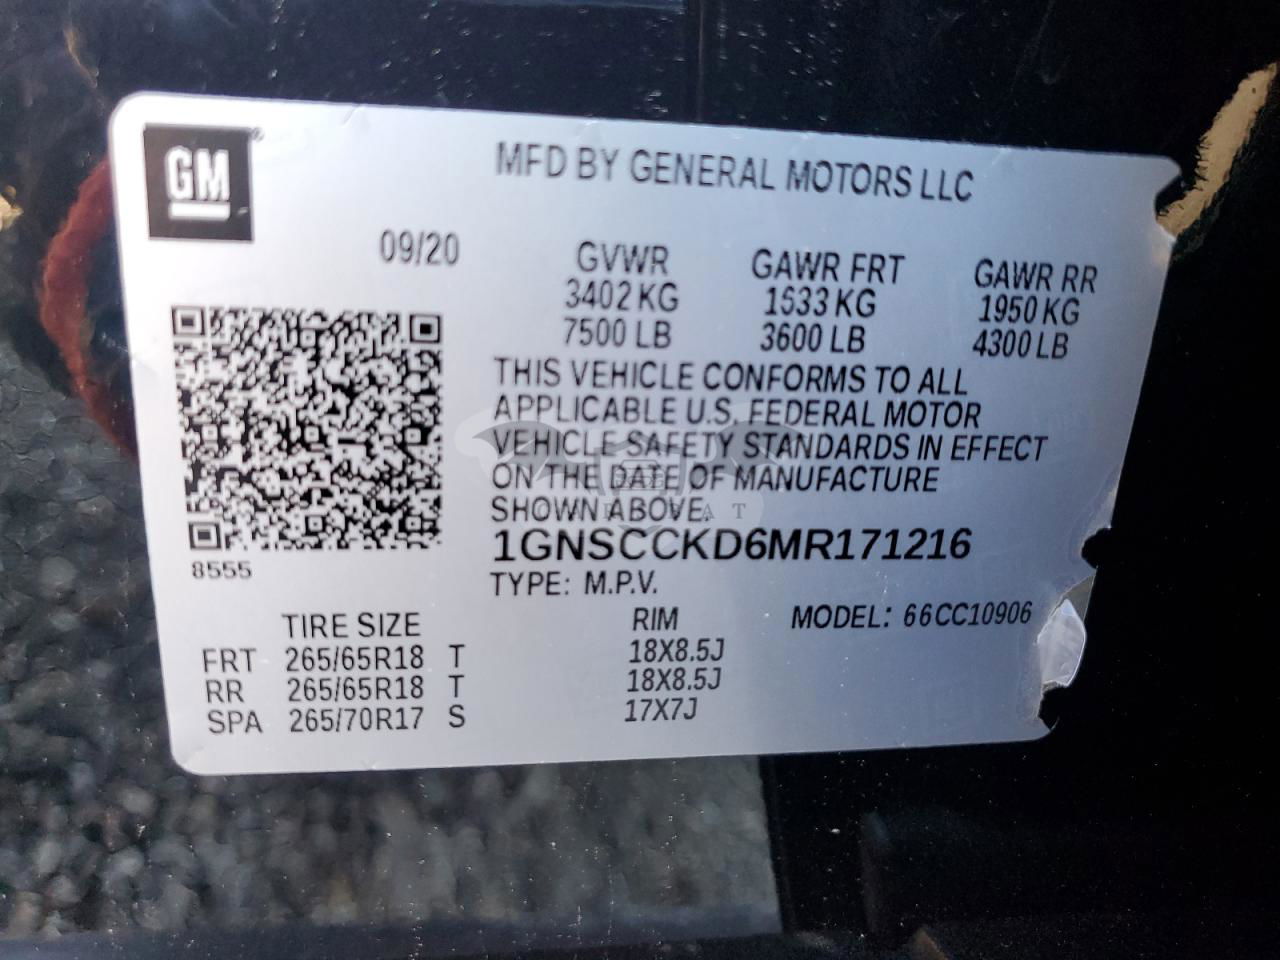 GM
MFD BY GENERAL MOTORS LLC
09/20
GVWR GAWR FRT GAWR RR
3402 KG 1633 KG 1950 KG
7500 LB 3600 LB 4300 LB
THIS VEHICLE CONFORMS TO ALL
APPLICABLE U.S. FEDERAL MOTOR
VEHICLE SAFETY STANDARDS IN EFFECT
ON THE DATE OF MANUFACTURE
SHOWN ABOVE.
8555
1GNSCCKD6MR171216
TYPE: M.P.V.
TIRE SIZE RIM MODEL: 66CC10906
FRT 265/65R18 T 18X8.5J
RR 265/65R18 T 18X8.5J
SPA 265/70R17 S 17X7J